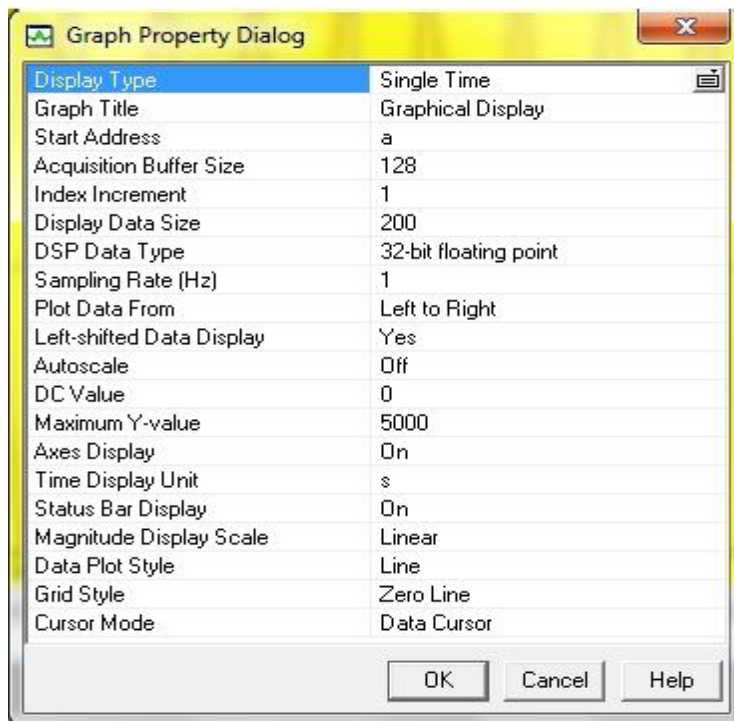 Graph Property Dialog
Display Type Single Time
Graph Title Graphical Display
Start Address a
Acquisition Buffer Size 128
Index Increment 1
Display Data Size 200
DSP Data Type 32-bit floating point
Sampling Rate (Hz) 1
Plot Data From Left to Right
Left-shifted Data Display Yes
Autoscale Off
DC Value 0
Maximum Y-value 5000
Axes Display On
Time Display Unit s
Status Bar Display On
Magnitude Display Scale Linear
Data Plot Style Line
Grid Style Zero Line
Cursor Mode Data Cursor
OK Cancel Help